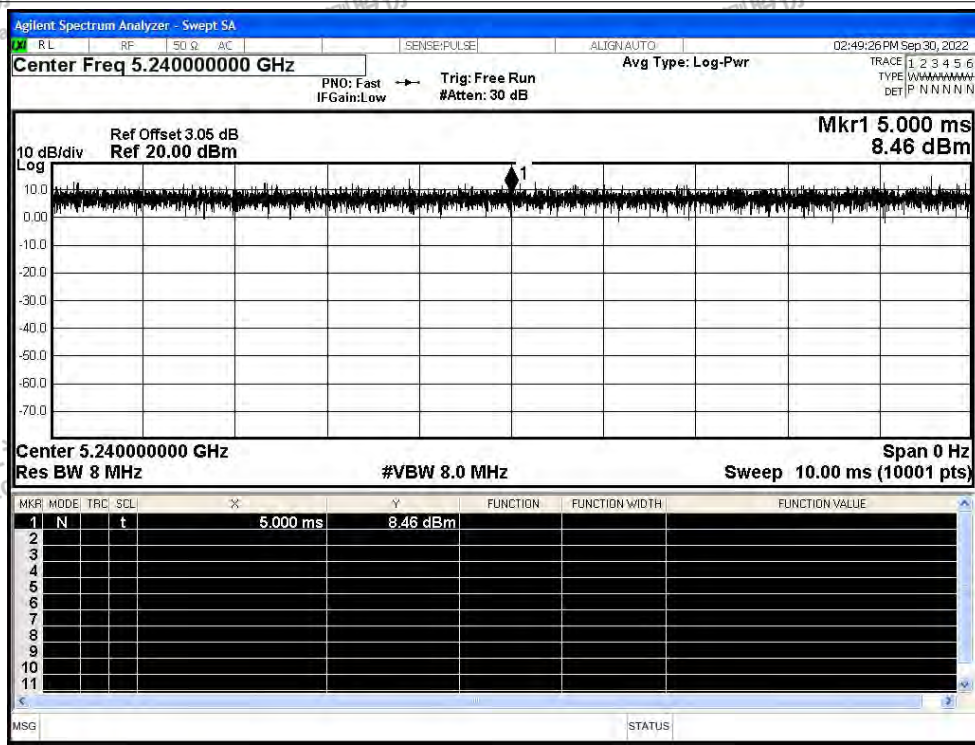 Agilent Spectrum Analyzer - Swept SA
RL RF 50 Ω AC SENSE:PULSE ALIGN AUTO 02:49:26 PM Sep 30, 2022
Center Freq 5.240000000 GHz
PNO: Fast Trig: Free Run Avg Type: Log-Pwr TRACE 1 2 3 4 5 6
IFGain:Low #Atten: 30 dB TYPE WWWWWWW
DET P N N N N N
Mkr1 5.000 ms
8.46 dBm
Ref Offset 3.05 dB
10 dB/div Ref 20.00 dBm
Log
1
10.0
0.00
-10.0
-20.0
-30.0
-40.0
-50.0
-60.0
-70.0
Center 5.240000000 GHz Span 0 Hz
Res BW 8 MHz #VBW 8.0 MHz Sweep 10.00 ms (10001 pts)
MKR MODE TRC SCL X Y FUNCTION FUNCTION WIDTH FUNCTION VALUE
1 N t 5.000 ms 8.46 dBm
2
3
4
5
6
7
8
9
10
11
MSG STATUS